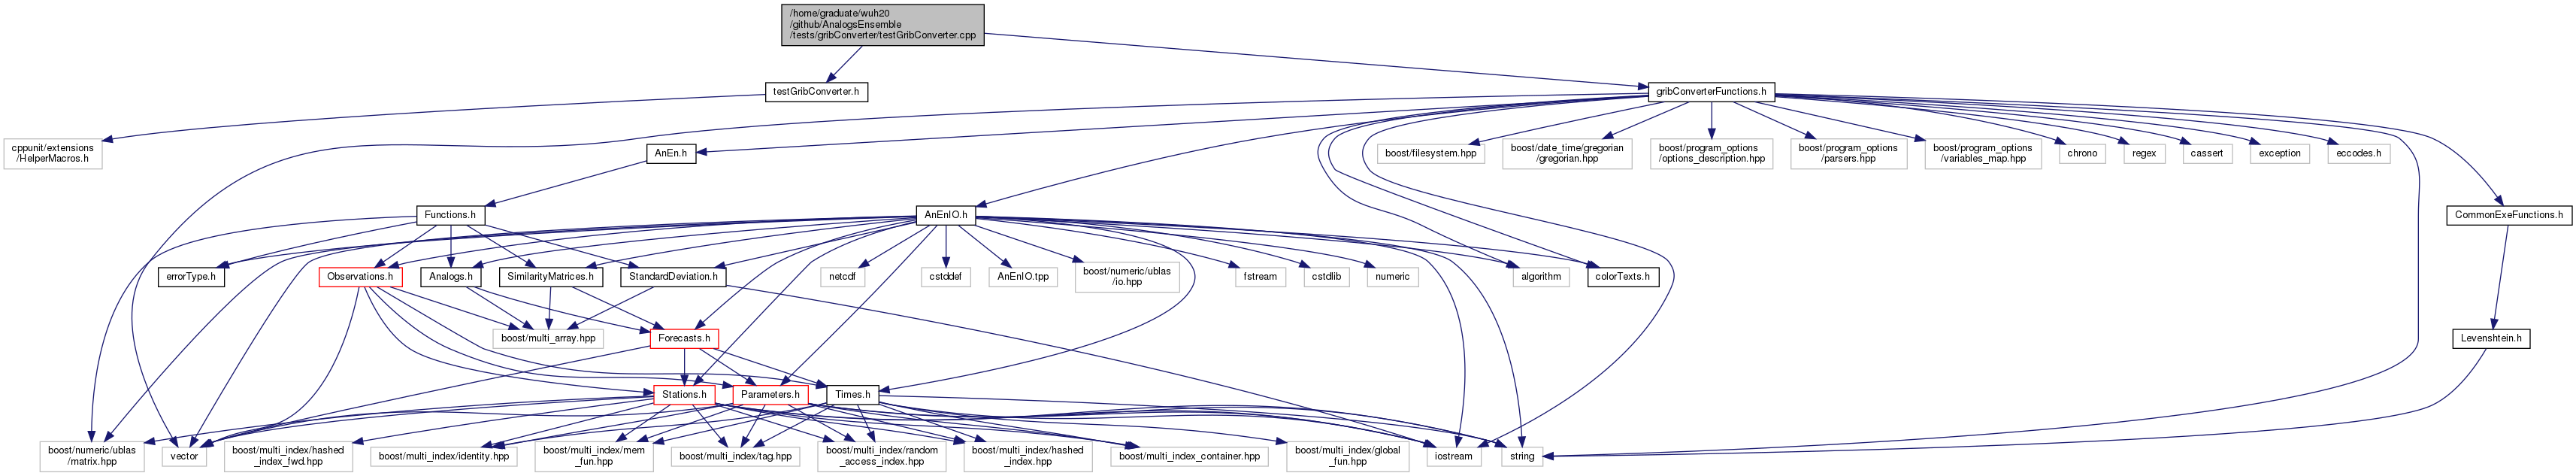 /home/graduate/wuh20
/github/AnalogsEnsemble
/tests/gribConverter/testGribConverter.cpp
testGribConverter.h
gribConverterFunctions.h
cppunit/extensions
/HelperMacros.h
AnEn.h
boost/filesystem.hpp
boost/date_time/gregorian
/gregorian.hpp
boost/program_options
/options_description.hpp
boost/program_options
/parsers.hpp
boost/program_options
/variables_map.hpp
chrono
regex
cassert
exception
eccodes.h
Functions.h
AnEnIO.h
CommonExeFunctions.h
errorType.h
Observations.h
Analogs.h
SimilarityMatrices.h
StandardDeviation.h
netcdf
cstddef
AnEnIO.tpp
boost/numeric/ublas
/io.hpp
fstream
cstdlib
numeric
algorithm
colorTexts.h
boost/multi_array.hpp
Forecasts.h
Levenshtein.h
Stations.h
Parameters.h
Times.h
boost/numeric/ublas
/matrix.hpp
vector
boost/multi_index/hashed
_index_fwd.hpp
boost/multi_index/identity.hpp
boost/multi_index/mem
_fun.hpp
boost/multi_index/tag.hpp
boost/multi_index/random
_access_index.hpp
boost/multi_index/hashed
_index.hpp
boost/multi_index_container.hpp
boost/multi_index/global
_fun.hpp
iostream
string